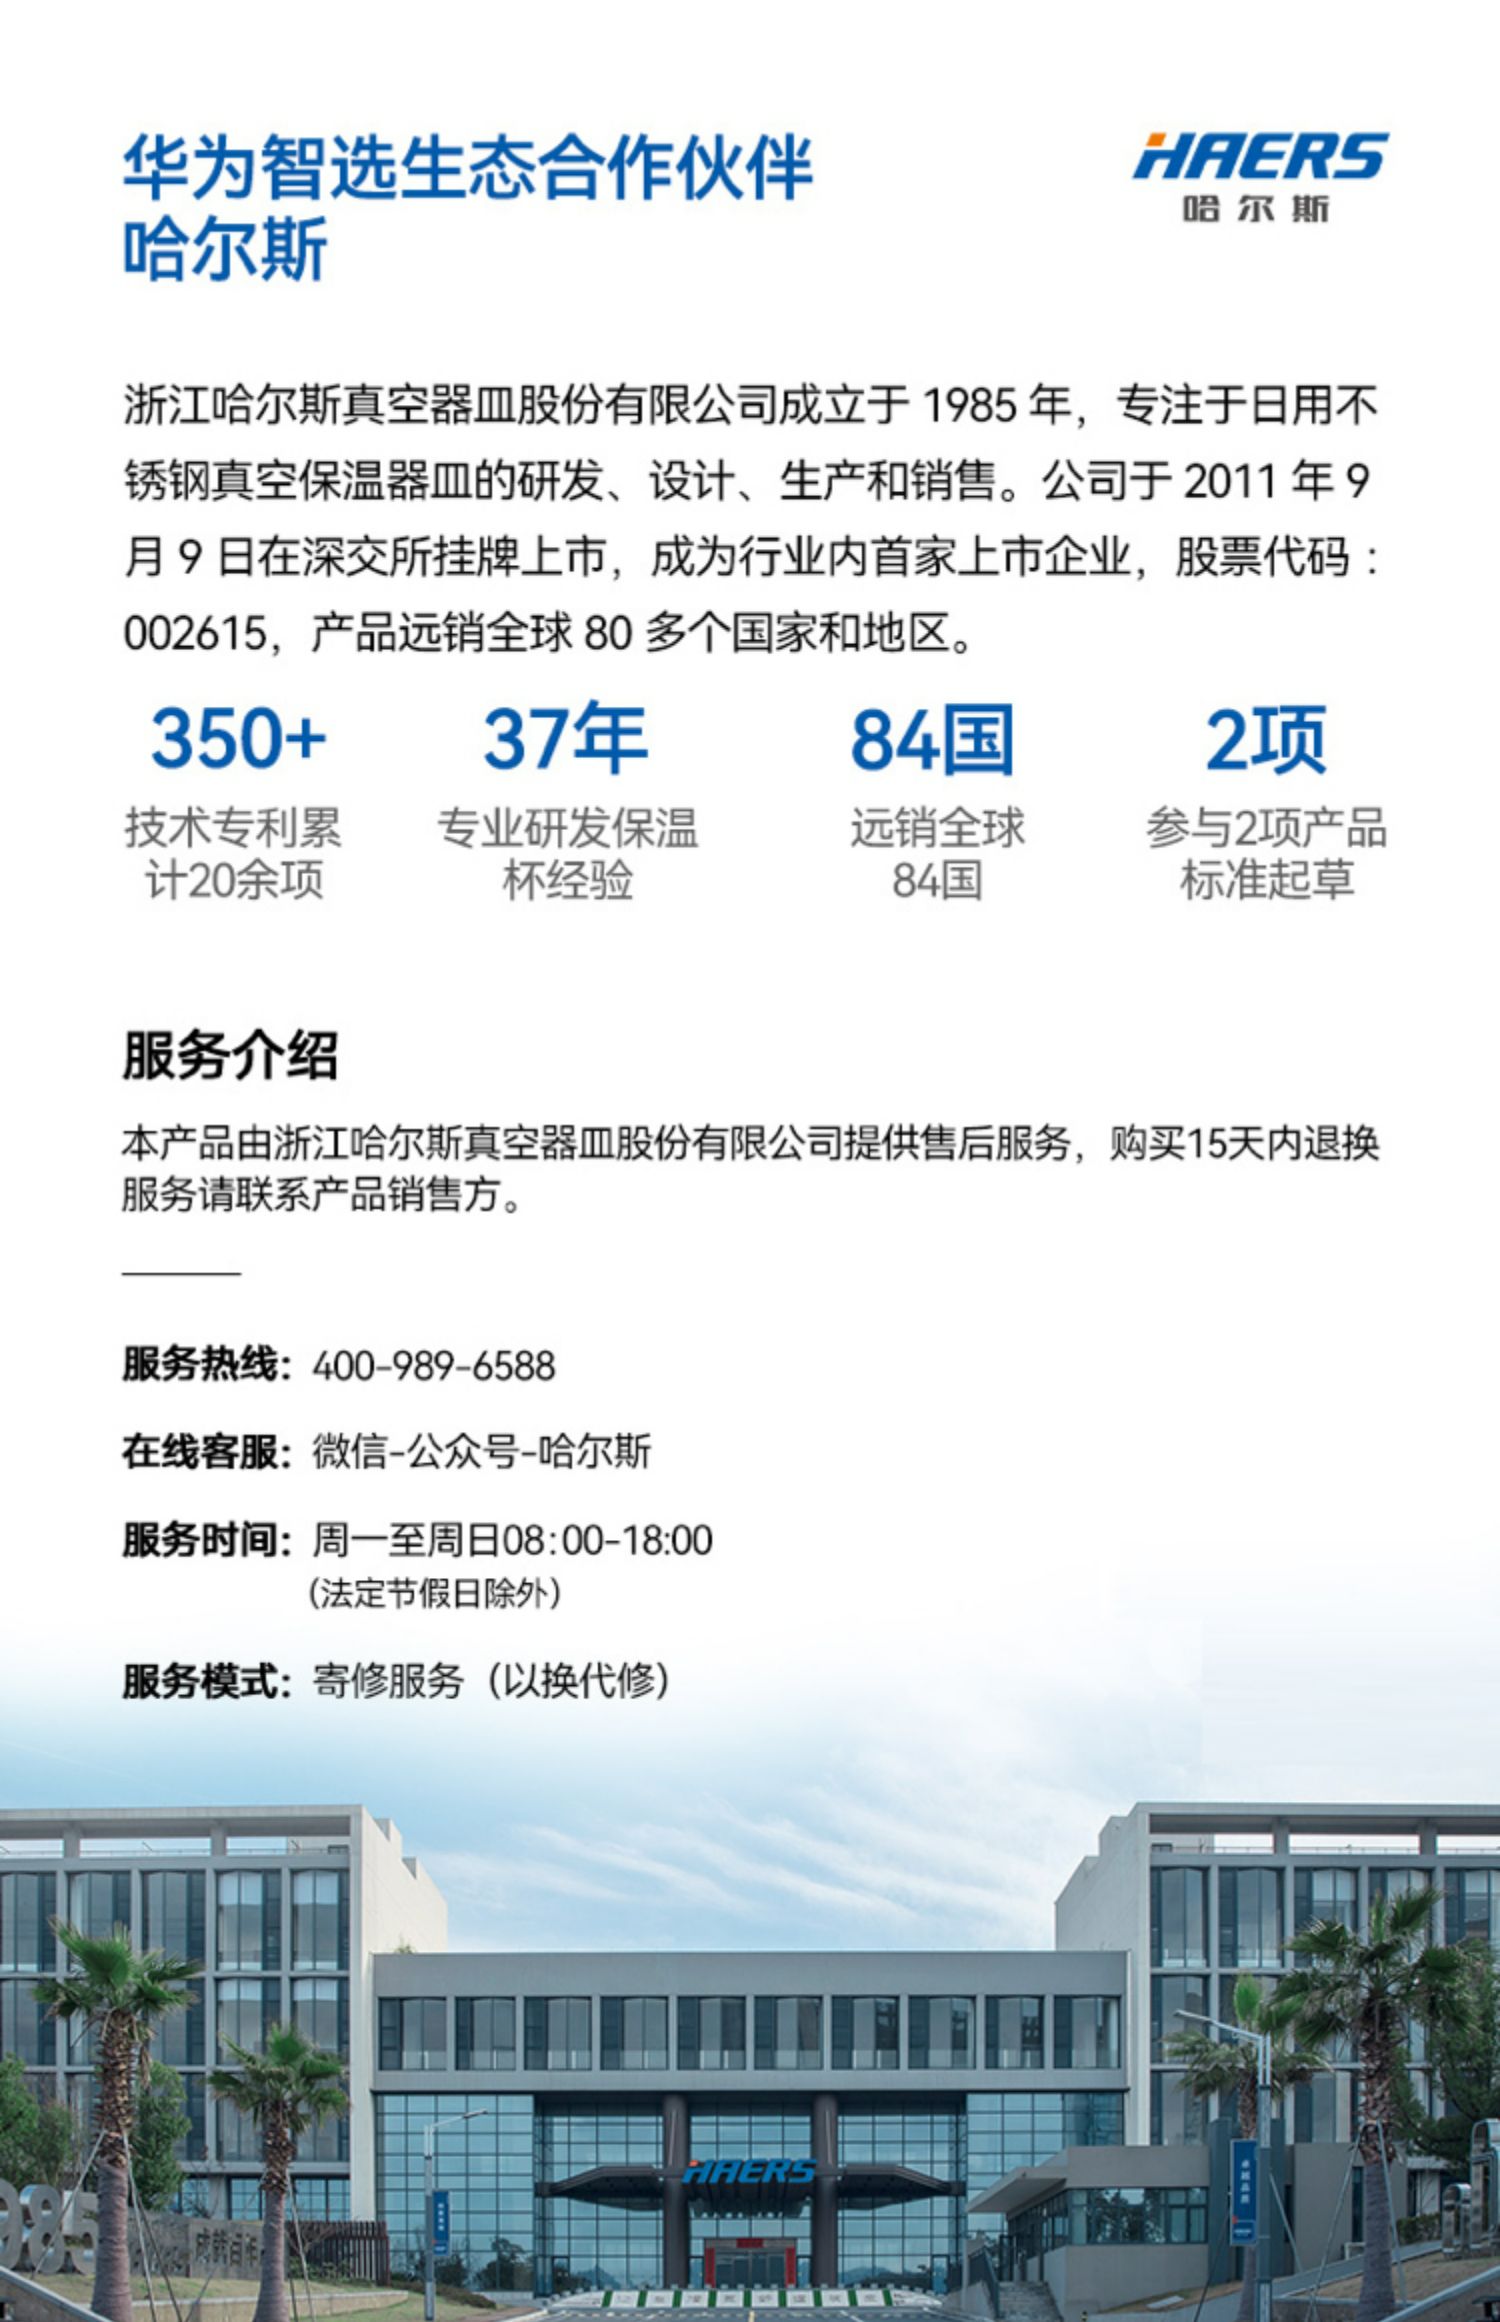 华为智选生态合作伙伴
哈尔斯
HAERS
哈尔斯
浙江哈尔斯真空器皿股份有限公司成立于 1985 年，专注于日用不
锈钢真空保温器皿的研发、设计、生产和销售。公司于 2011 年 9
月 9 日在深交所挂牌上市，成为行业内首家上市企业，股票代码：
002615，产品远销全球 80 多个国家和地区。
350+
技术专利累
计20余项
37年
专业研发保温
杯经验
84国
远销全球
84国
2项
参与2项产品
标准起草
服务介绍
本产品由浙江哈尔斯真空器皿股份有限公司提供售后服务，购买15天内退换
服务请联系产品销售方。
服务热线：400-989-6588
在线客服：微信-公众号-哈尔斯
服务时间：周一至周日08:00-18:00
（法定节假日除外）
服务模式：寄修服务（以换代修）
HAERS
985